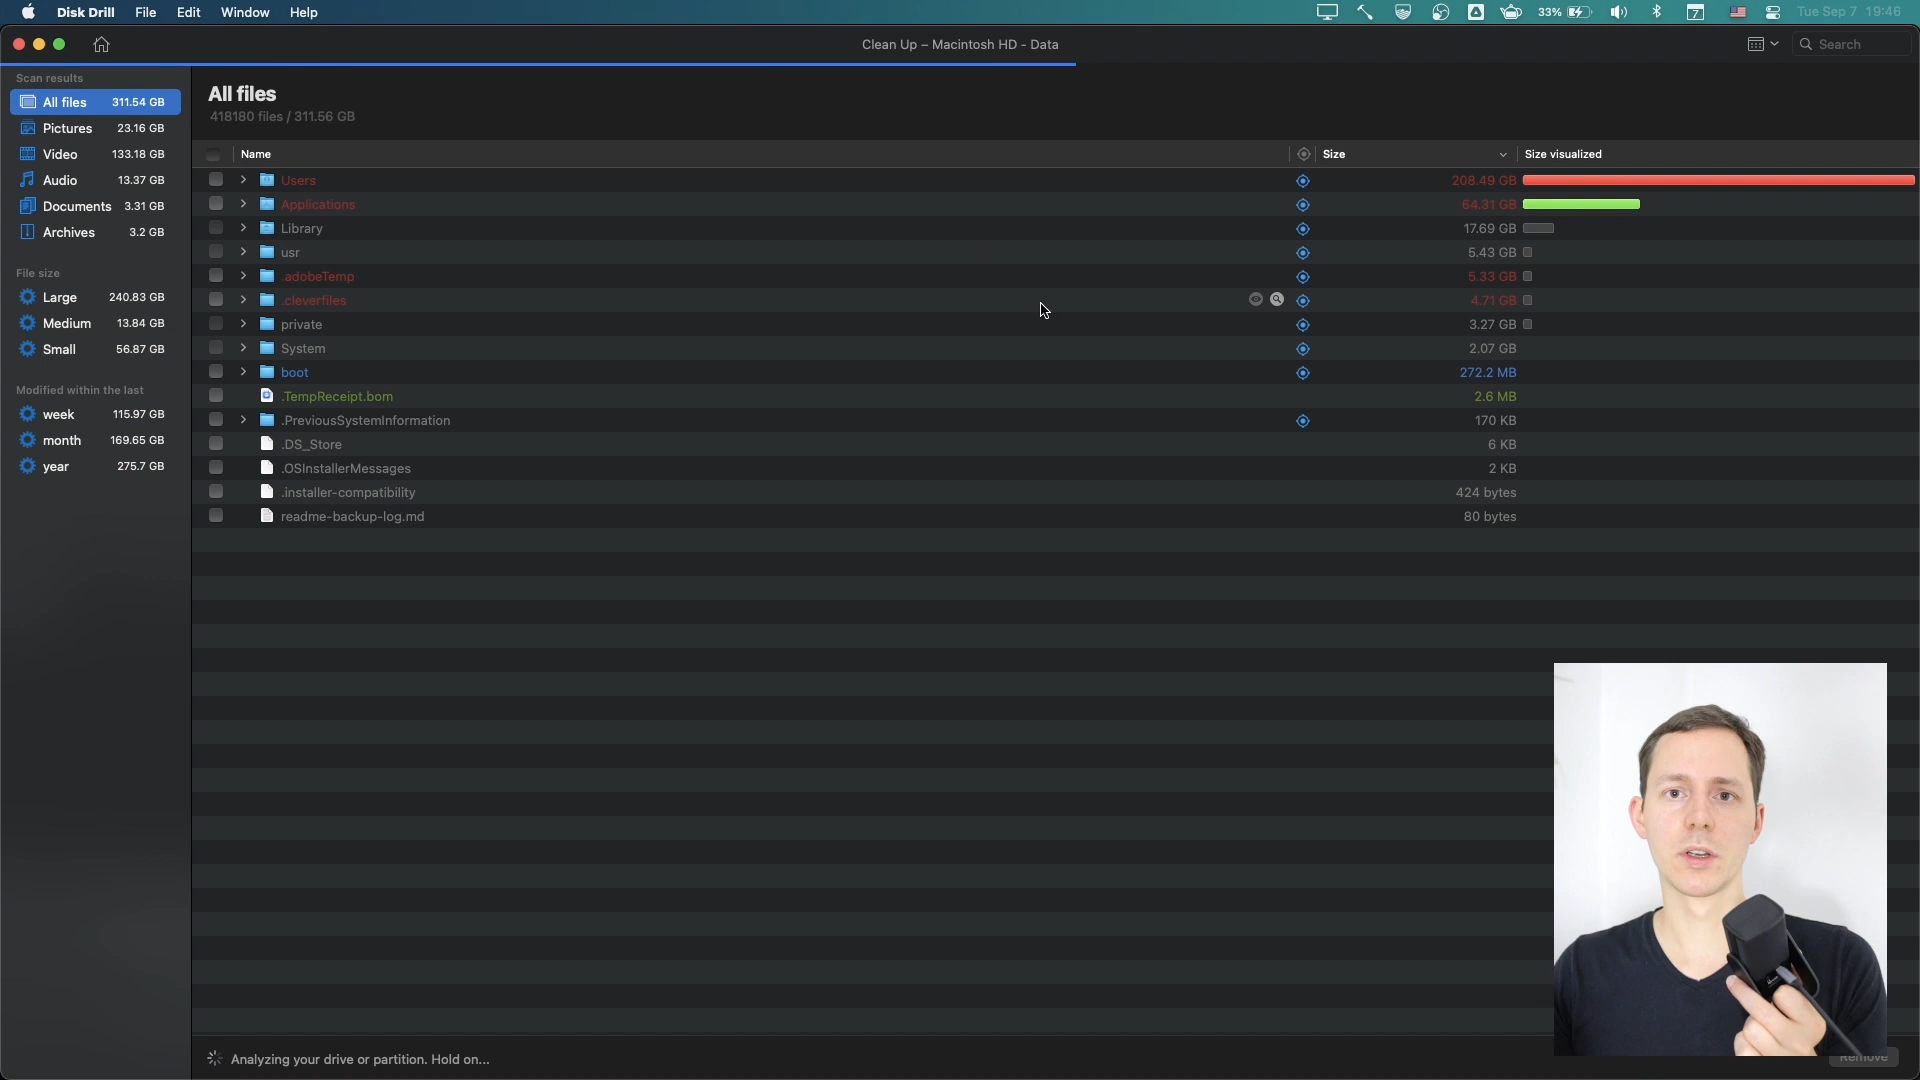 Disk Drill File Edit Window Help 33% 7 Tue Sep 7 19:46
Clean Up – Macintosh HD - Data
Search
Scan results
All files 311.54 GB
Pictures 23.16 GB
Video 133.18 GB
Audio 13.37 GB
Documents 3.31 GB
Archives 3.2 GB
File size
Large 240.83 GB
Medium 13.84 GB
Small 56.87 GB
Modified within the last
week 115.97 GB
month 169.65 GB
year 275.7 GB
All files
418180 files / 311.56 GB
Name Size Size visualized
Users 208.49 GB
Applications 64.31 GB
Library 17.69 GB
usr 5.43 GB
.adobeTemp 5.33 GB
.cleverfiles 4.71 GB
private 3.27 GB
System 2.07 GB
boot 272.2 MB
.TempReceipt.bom 2.6 MB
.PreviousSystemInformation 170 KB
.DS_Store 6 KB
.OSInstallerMessages 2 KB
.installer-compatibility 424 bytes
readme-backup-log.md 80 bytes
Analyzing your drive or partition. Hold on...
Remove